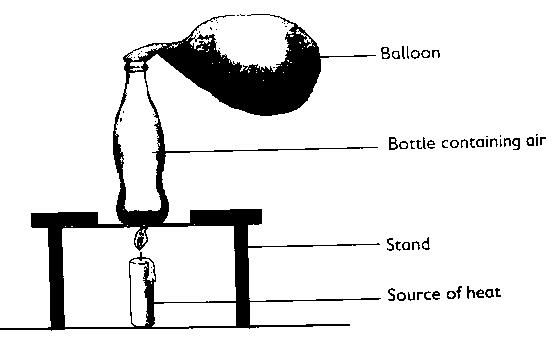 Balloon
Bottle containing air
Stand
Source of heat